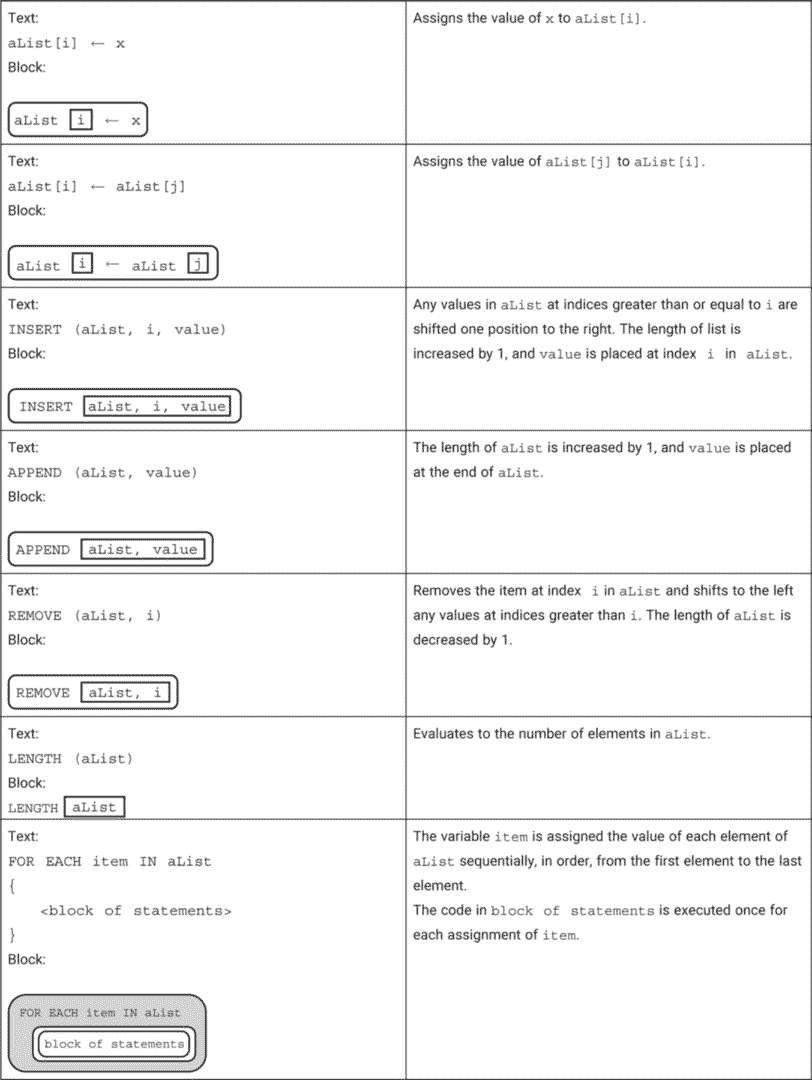 Text:
aList[i] ← x
Block:
aList i ← x
Assigns the value of x to aList[i].
Text:
aList[i] ← aList[j]
Block:
aList i ← aList j
Assigns the value of aList[j] to aList[i].
Text:
INSERT (aList, i, value)
Block:
INSERT aList, i, value
Any values in aList at indices greater than or equal to i are
shifted one position to the right. The length of list is
increased by 1, and value is placed at index i in aList.
Text:
APPEND (aList, value)
Block:
APPEND aList, value
The length of aList is increased by 1, and value is placed
at the end of aList.
Text:
REMOVE (aList, i)
Block:
REMOVE aList, i
Removes the item at index i in aList and shifts to the left
any values at indices greater than i. The length of aList is
decreased by 1.
Text:
LENGTH (aList)
Block:
LENGTH aList
Evaluates to the number of elements in aList.
Text:
FOR EACH item IN aList
{
<block of statements>
}
Block:
FOR EACH item IN aList
block of statements
The variable item is assigned the value of each element of
aList sequentially, in order, from the first element to the last
element.
The code in block of statements is executed once for
each assignment of item.